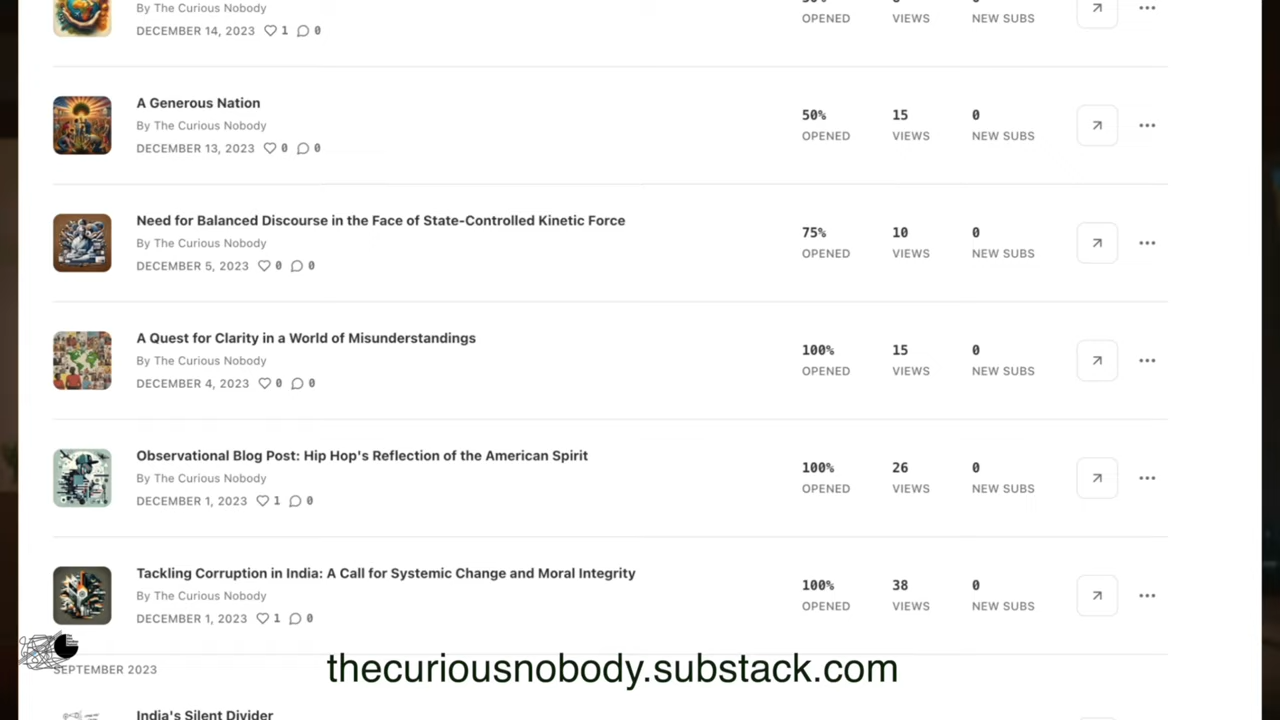 By The Curious Nobody
DECEMBER 14, 2023 1 0
OPENED VIEWS NEW SUBS
A Generous Nation
By The Curious Nobody
DECEMBER 13, 2023 0 0
50% 15 0
OPENED VIEWS NEW SUBS
Need for Balanced Discourse in the Face of State-Controlled Kinetic Force
By The Curious Nobody
DECEMBER 5, 2023 0 0
75% 10 0
OPENED VIEWS NEW SUBS
A Quest for Clarity in a World of Misunderstandings
By The Curious Nobody
DECEMBER 4, 2023 0 0
100% 15 0
OPENED VIEWS NEW SUBS
Observational Blog Post: Hip Hop's Reflection of the American Spirit
By The Curious Nobody
DECEMBER 1, 2023 1 0
100% 26 0
OPENED VIEWS NEW SUBS
Tackling Corruption in India: A Call for Systemic Change and Moral Integrity
By The Curious Nobody
DECEMBER 1, 2023 1 0
100% 38 0
OPENED VIEWS NEW SUBS
SEPTEMBER 2023
thecuriousnobody.substack.com
India's Silent Divider